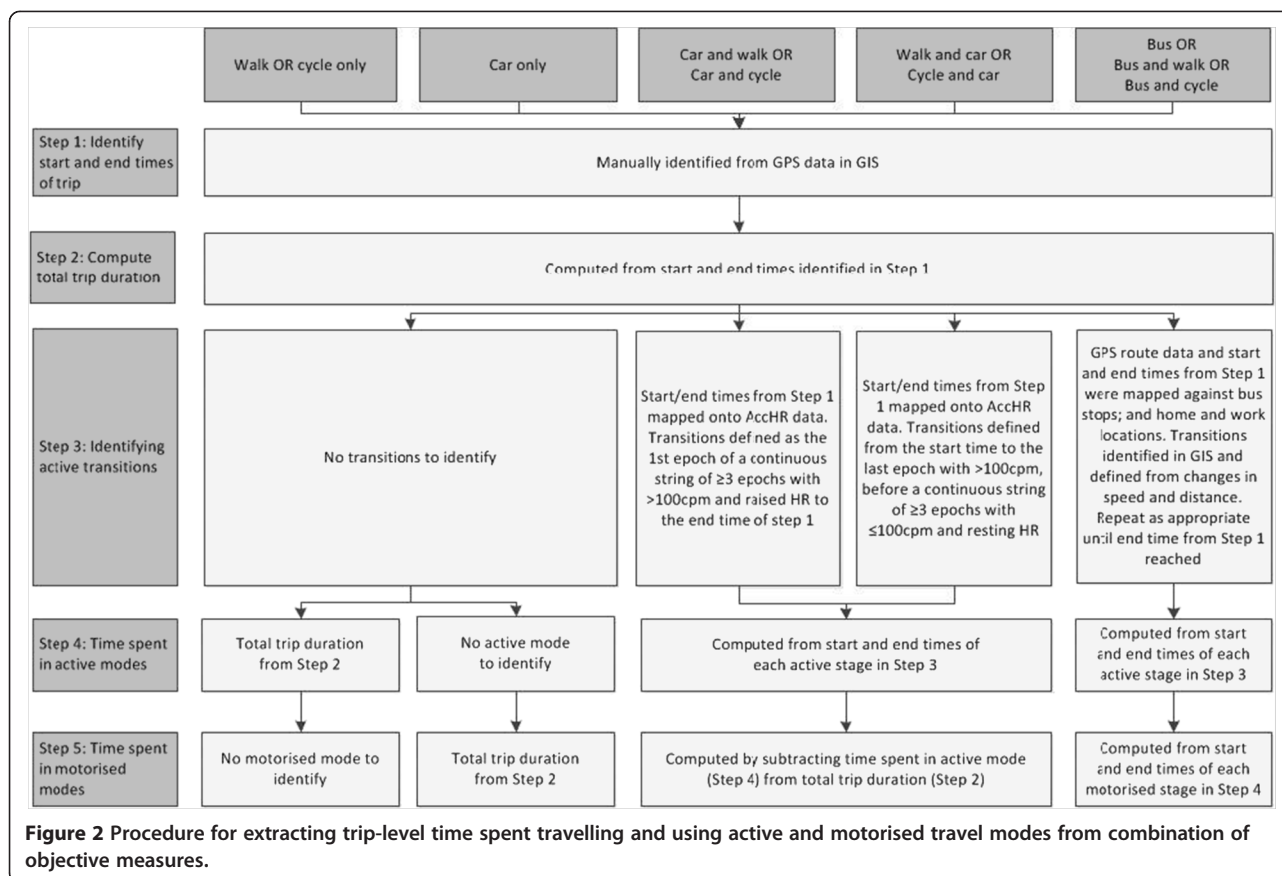 Walk OR cycle only
Car only
Car and walk OR
Car and cycle
Walk and car OR
Cycle and car
Bus OR
Bus and walk OR
Bus and cycle
Step 1: Identify
start and end times
of trip
Manually identified from GPS data in GIS
Step 2: Compute
total trip duration
Computed from start and end times identified in Step 1
Step 3: Identifying
active transitions
No transitions to identify
Start/end times from Step 1
mapped onto AccHR data.
Transitions defined as the
1st epoch of a continuous
string of ≥3 epochs with
>100cpm and raised HR to
the end time of step 1
Start/end times from Step
1 mapped onto AccHR
data. Transitions defined
from the start time to the
last epoch with >100cpm,
before a continuous string
of ≥3 epochs with
≤100cpm and resting HR
GPS route data and start
and end times from Step 1
were mapped against bus
stops; and home and work
locations. Transitions
identified in GIS and
defined from changes in
speed and distance.
Repeat as appropriate
until end time from Step 1
reached
Step 4: Time spent
in active modes
Total trip duration
from Step 2
No active mode
to identify
Computed from start and end times of
each active stage in Step 3
Computed from start
and end times of each
active stage in Step 3
Step 5: Time spent
in motorised
modes
No motorised mode to
identify
Total trip duration
from Step 2
Computed by subtracting time spent in active mode
(Step 4) from total trip duration (Step 2)
Computed from start
and end times of each
motorised stage in Step 4
Figure 2 Procedure for extracting trip-level time spent travelling and using active and motorised travel modes from combination of
objective measures.